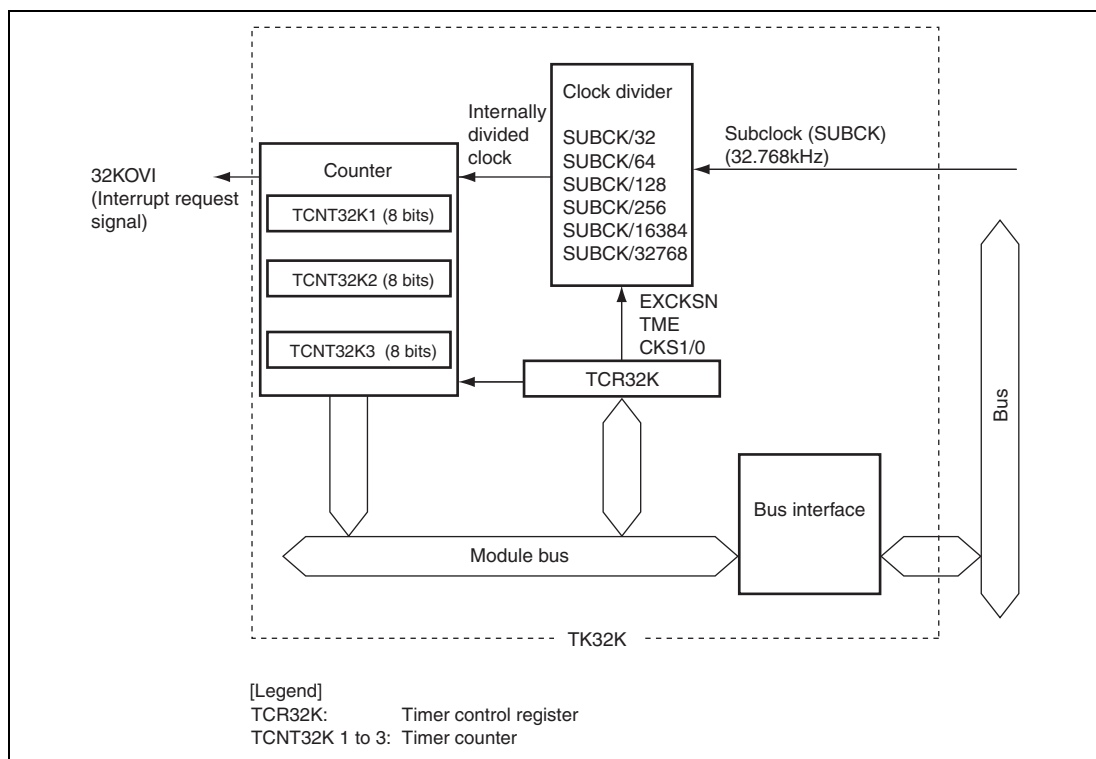 Clock divider
SUBCK/32
SUBCK/64
SUBCK/128
SUBCK/256
SUBCK/16384
SUBCK/32768
Internally
divided
clock
Subclock (SUBCK)
(32.768kHz)
32KOVI
(Interrupt request
signal)
Counter
TCNT32K1 (8 bits)
TCNT32K2 (8 bits)
TCNT32K3 (8 bits)
EXCKSN
TME
CKS1/0
TCR32K
Bus
Bus interface
Module bus
TK32K
[Legend]
TCR32K: Timer control register
TCNT32K 1 to 3: Timer counter